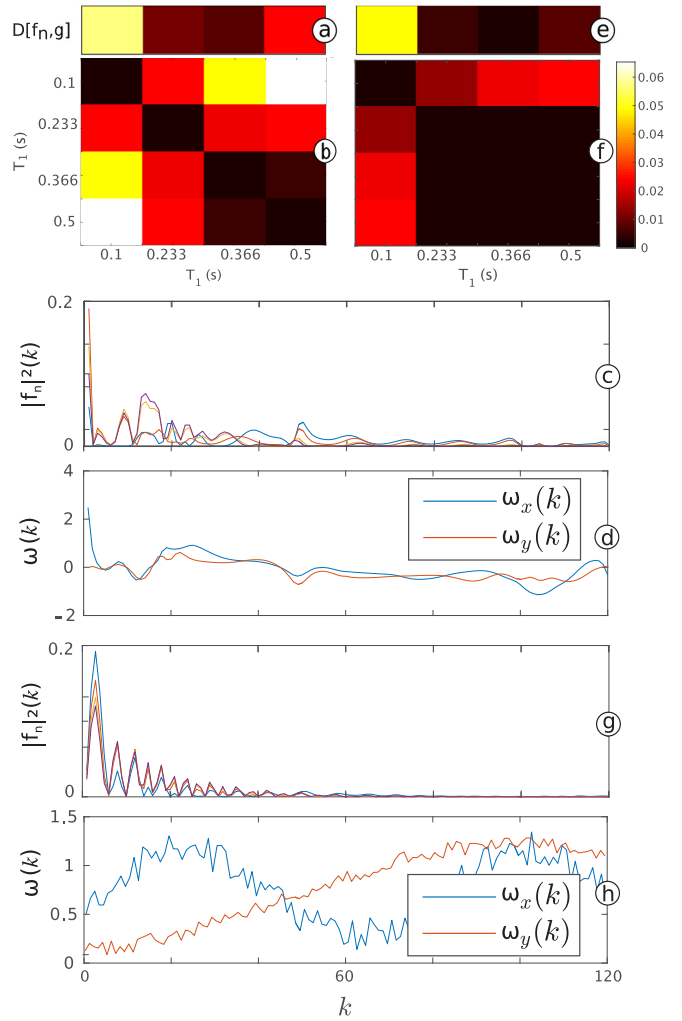 D[fn,g]
a
e
0.1
0.233
0.366
0.5
T1 (s)
b
f
0.06
0.05
0.04
0.03
0.02
0.01
0
0.1 0.233 0.366 0.5
T1 (s)
0.1 0.233 0.366 0.5
T1 (s)
0.2
0
|fn|²(k)
c
4
2
0
-2
ω(k)
ωx(k)
ωy(k)
d
0.2
0
|fn|²(k)
g
1.5
1
0.5
0
ω(k)
ωx(k)
ωy(k)
h
0 60 120
k